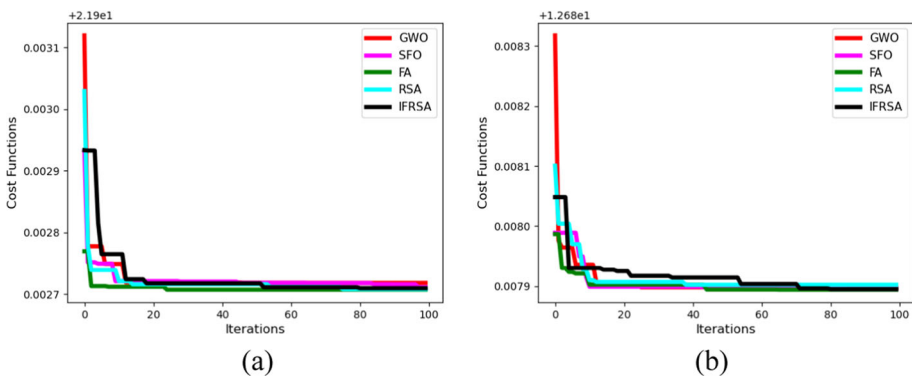 +2.19e1
Cost Functions
0.0031
0.0030
0.0029
0.0028
0.0027
0 20 40 60 80 100
Iterations
GWO
SFO
FA
RSA
IFRSA
(a)
+1.268e1
Cost Functions
0.0083
0.0082
0.0081
0.0080
0.0079
0 20 40 60 80 100
Iterations
GWO
SFO
FA
RSA
IFRSA
(b)